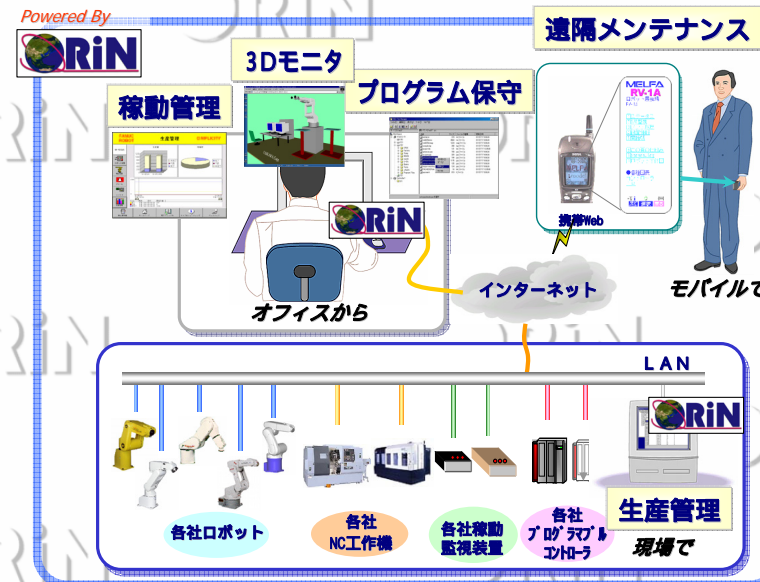 Powered By
ORiN
遠隔メンテナンス
3Dモニタ
プログラム保守
稼動管理
生産管理
MELFA
RV-1A
ORiN
携帯Web
インターネット
モバイルで
オフィスから
LAN
ORiN
各社ロボット
各社
NC工作機
各社稼動
監視装置
各社
プログラマブル
コントローラ
生産管理
現場で